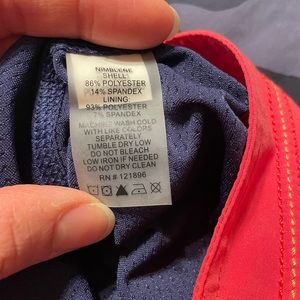 NIMBLENE
SHELL:
86% POLYESTER
14% SPANDEX
LINING:
93% POLYESTER
7% SPANDEX
MACHINE WASH COLD
WITH LIKE COLORS
SEPARATELY
TUMBLE DRY LOW
DO NOT BLEACH
LOW IRON IF NEEDED
DO NOT DRY CLEAN
RN # 121896